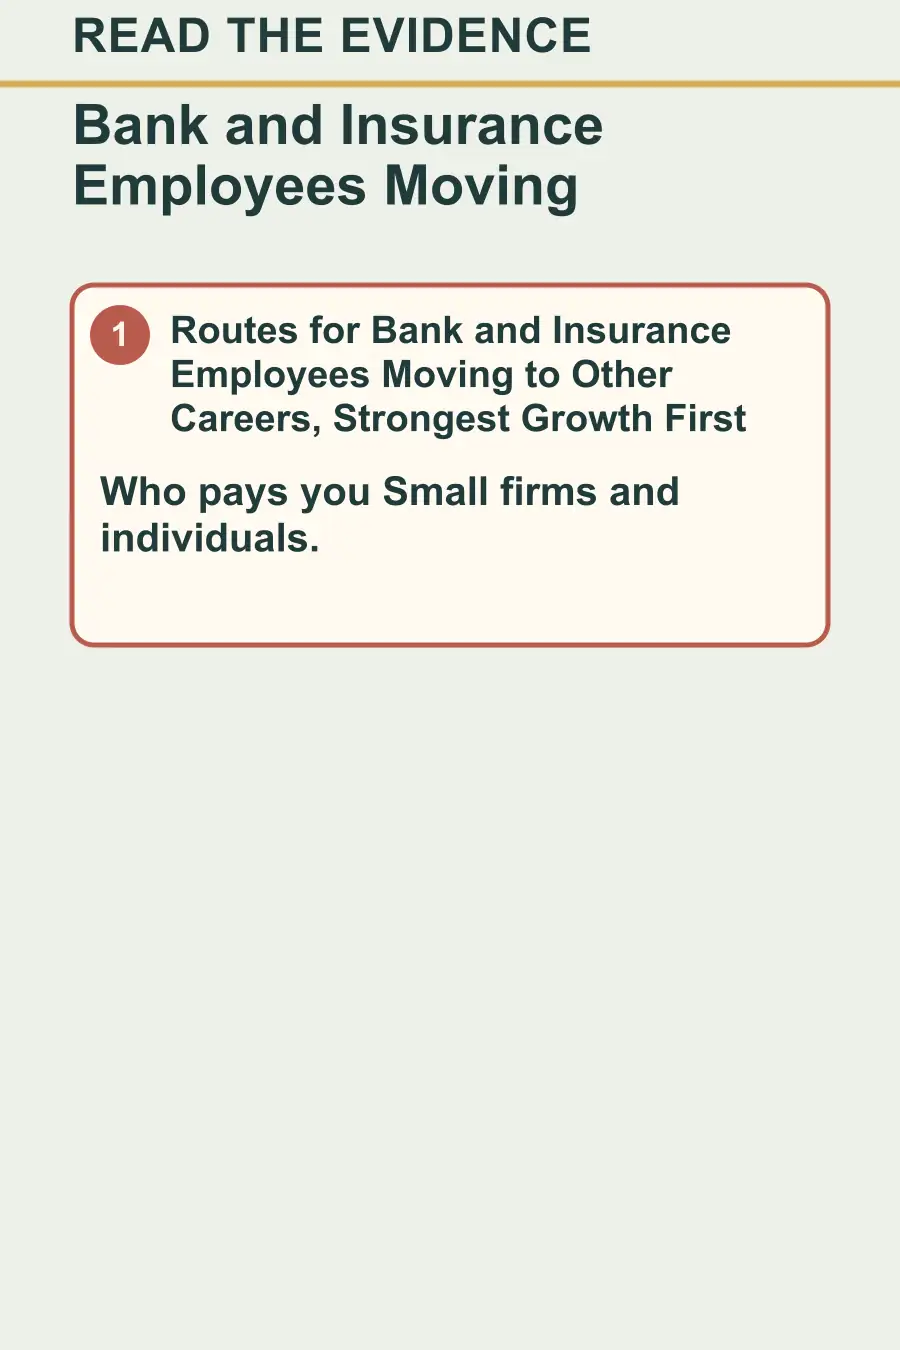 READ THE EVIDENCE
Bank and Insurance
Employees Moving
1
Routes for Bank and Insurance
Employees Moving to Other
Careers, Strongest Growth First
Who pays you Small firms and
individuals.